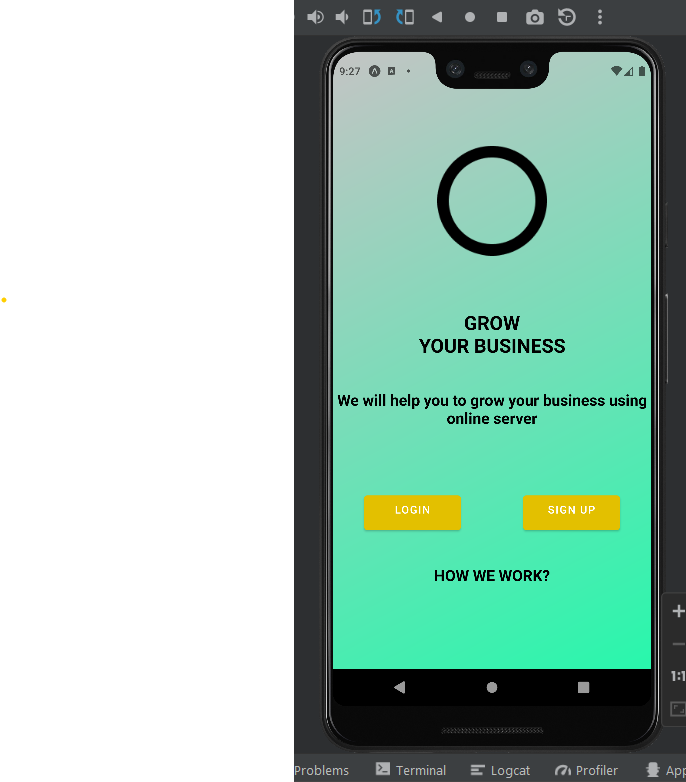 9:27
GROW
YOUR BUSINESS
We will help you to grow your business using
online server
LOGIN
SIGN UP
HOW WE WORK?
1:1
Problems
Terminal
Logcat
Profiler
App